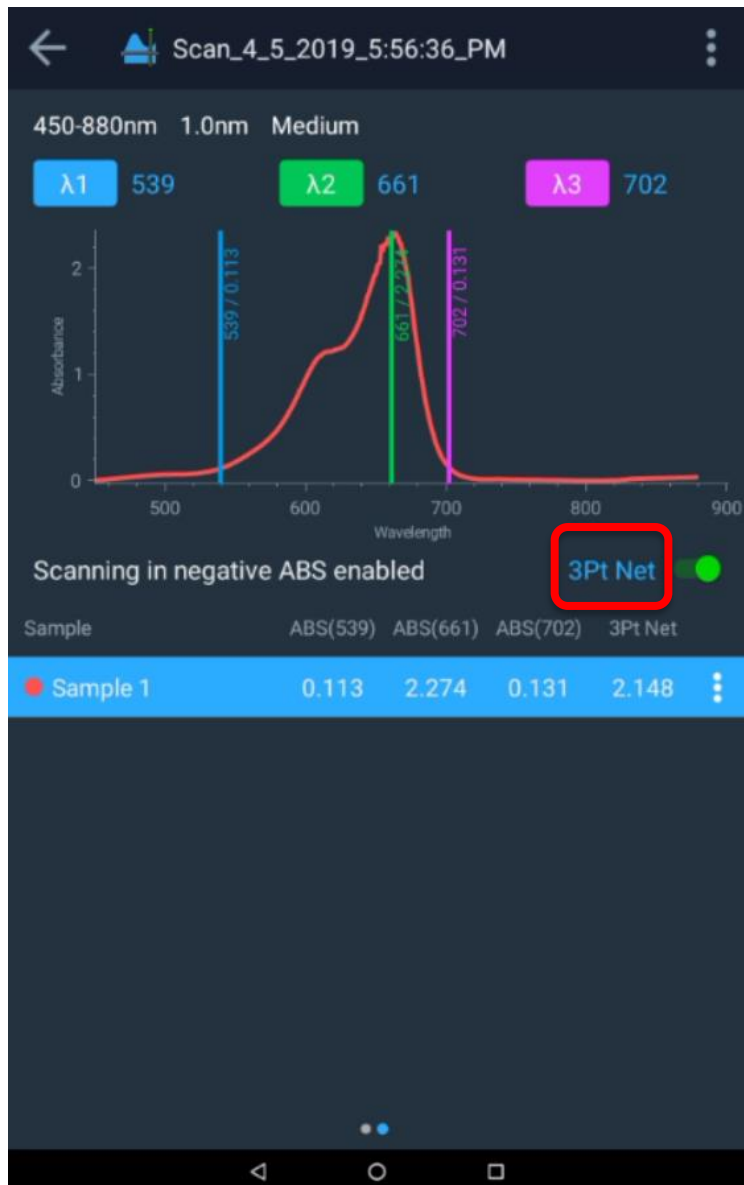 Scan_4_5_2019_5:56:36_PM
450-880nm 1.0nm Medium
λ1 539 λ2 661 λ3 702
2
1
0
Absorbance
539 / 0.113
661 / 2.274
702 / 0.131
500 600 700 800 900
Wavelength
Scanning in negative ABS enabled 3Pt Net
Sample ABS(539) ABS(661) ABS(702) 3Pt Net
Sample 1 0.113 2.274 0.131 2.148